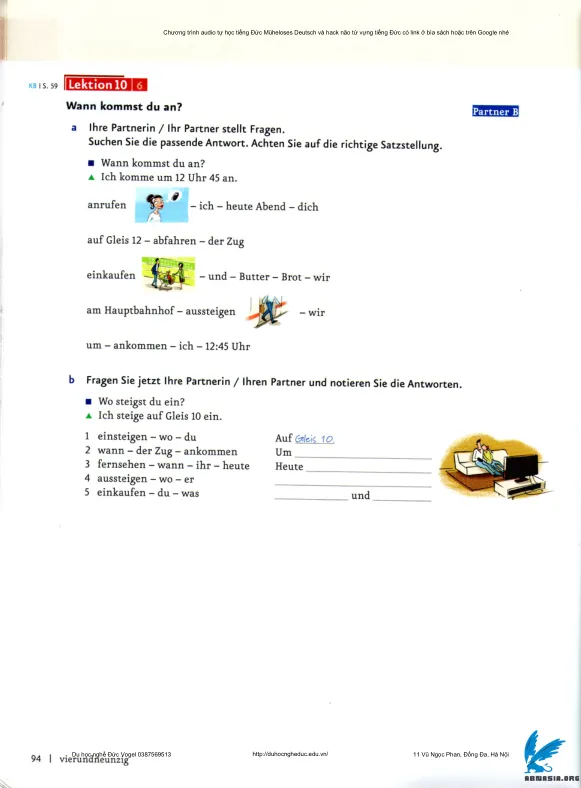 Chương trình audio tự học tiếng Đức Müheloses Deutsch và hack não từ vựng tiếng Đức có link ở bìa sách hoặc trên Google nhé
KB | S. 59 Lektion 10 6
Wann kommst du an?
Partner B
a Ihre Partnerin / Ihr Partner stellt Fragen.
Suchen Sie die passende Antwort. Achten Sie auf die richtige Satzstellung.
■ Wann kommst du an?
▲ Ich komme um 12 Uhr 45 an.
anrufen – ich – heute Abend – dich
auf Gleis 12 – abfahren – der Zug
einkaufen – und – Butter – Brot – wir
am Hauptbahnhof – aussteigen – wir
um – ankommen – ich – 12:45 Uhr
b Fragen Sie jetzt Ihre Partnerin / Ihren Partner und notieren Sie die Antworten.
■ Wo steigst du ein?
▲ Ich steige auf Gleis 10 ein.
1 einsteigen – wo – du Auf Gleis 10.
2 wann – der Zug – ankommen Um
3 fernsehen – wann – ihr – heute Heute
4 aussteigen – wo – er
5 einkaufen – du – was und
94 | vierundneunzig
Du học nghề Đức Vogel 0387569513 http://duhocngheduc.edu.vn/ 11 Vũ Ngọc Phan, Đống Đa, Hà Nội
ABWASIA.ORG